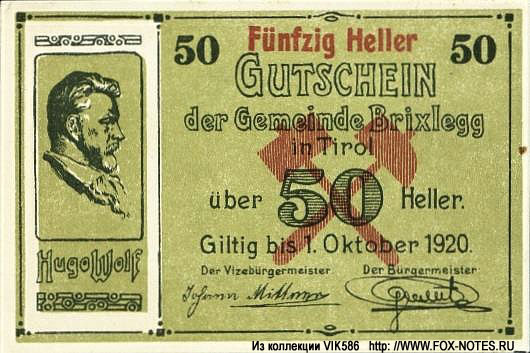 50 Fünfzig Heller 50
GUTSCHEIN
der Gemeinde Brixlegg
in Tirol
über 50 Heller.
Giltig bis 1. Oktober 1920.
Der Vizebürgermeister Der Bürgermeister
Johann
Hugo Wolf
Из коллекции VIK586 http://WWW.FOX-NOTES.RU